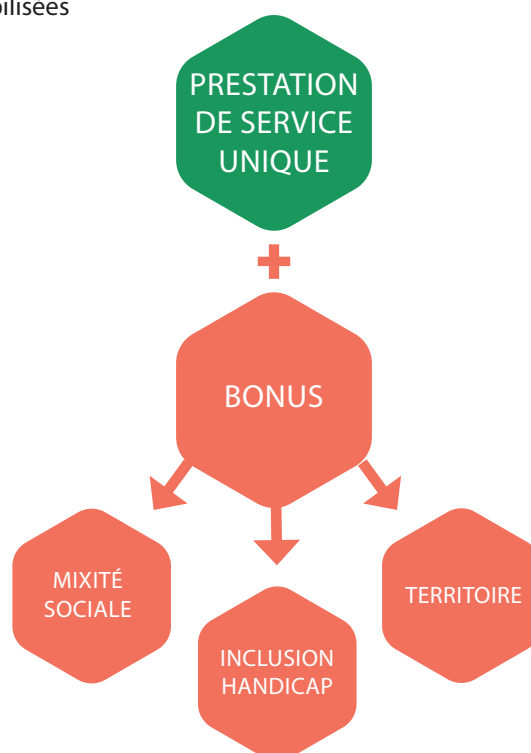 PRESTATION
DE SERVICE
UNIQUE
+
BONUS
MIXITÉ
SOCIALE
TERRITOIRE
INCLUSION
HANDICAP